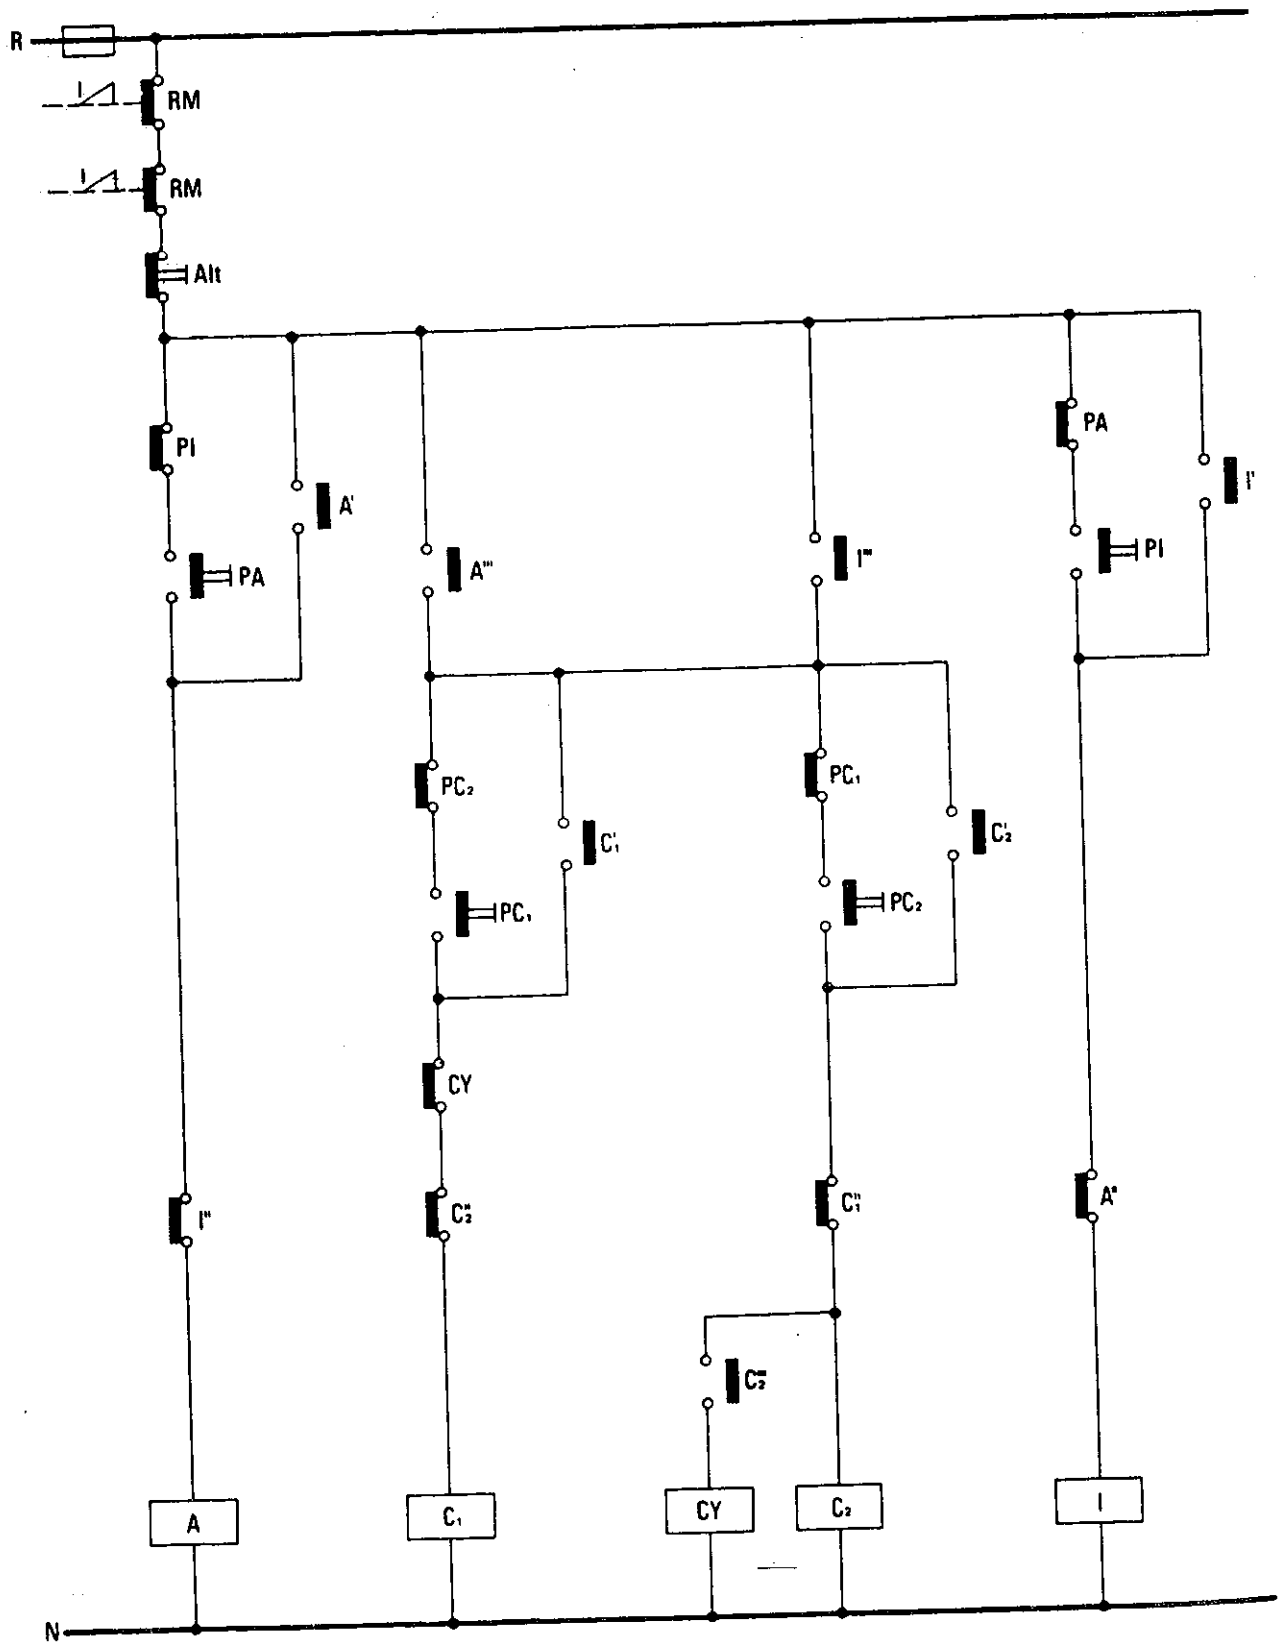 R
RM
RM
Alt
PI
A'
PA
A'''
I'''
PA
I'
PI
PC₂
C'₁
PC₁
PC₁
C'₂
PC₂
CY
I''
C''₂
C''₁
A''
C'''₂
A
C₁
CY
C₂
I
N